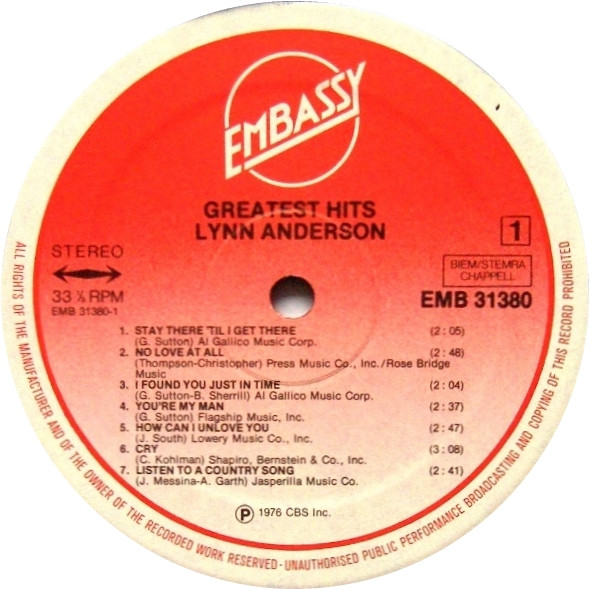 EMBASSY
GREATEST HITS
LYNN ANDERSON
1
STEREO
33 ⅓ RPM
EMB 31380-1
BIEM/STEMRA
CHAPPELL
EMB 31380
1. STAY THERE 'TIL I GET THERE (2 : 05)
(G. Sutton) Al Gallico Music Corp.
2. NO LOVE AT ALL (2 : 48)
(Thompson-Christopher) Press Music Co., Inc./Rose Bridge
Music
3. I FOUND YOU JUST IN TIME (2 : 04)
(G. Sutton-B. Sherrill) Al Gallico Music Corp.
4. YOU'RE MY MAN (2 : 37)
(G. Sutton) Flagship Music, Inc.
5. HOW CAN I UNLOVE YOU (2 : 47)
(J. South) Lowery Music Co., Inc.
6. CRY (3 : 08)
(C. Kohlman) Shapiro, Bernstein & Co., Inc.
7. LISTEN TO A COUNTRY SONG (2 : 41)
(J. Messina-A. Garth) Jasperilla Music Co.
Ⓟ 1976 CBS Inc.
ALL RIGHTS OF THE MANUFACTURER AND OF THE OWNER OF THE RECORDED WORK RESERVED - UNAUTHORISED PUBLIC PERFORMANCE BROADCASTING AND COPYING OF THIS RECORD PROHIBITED